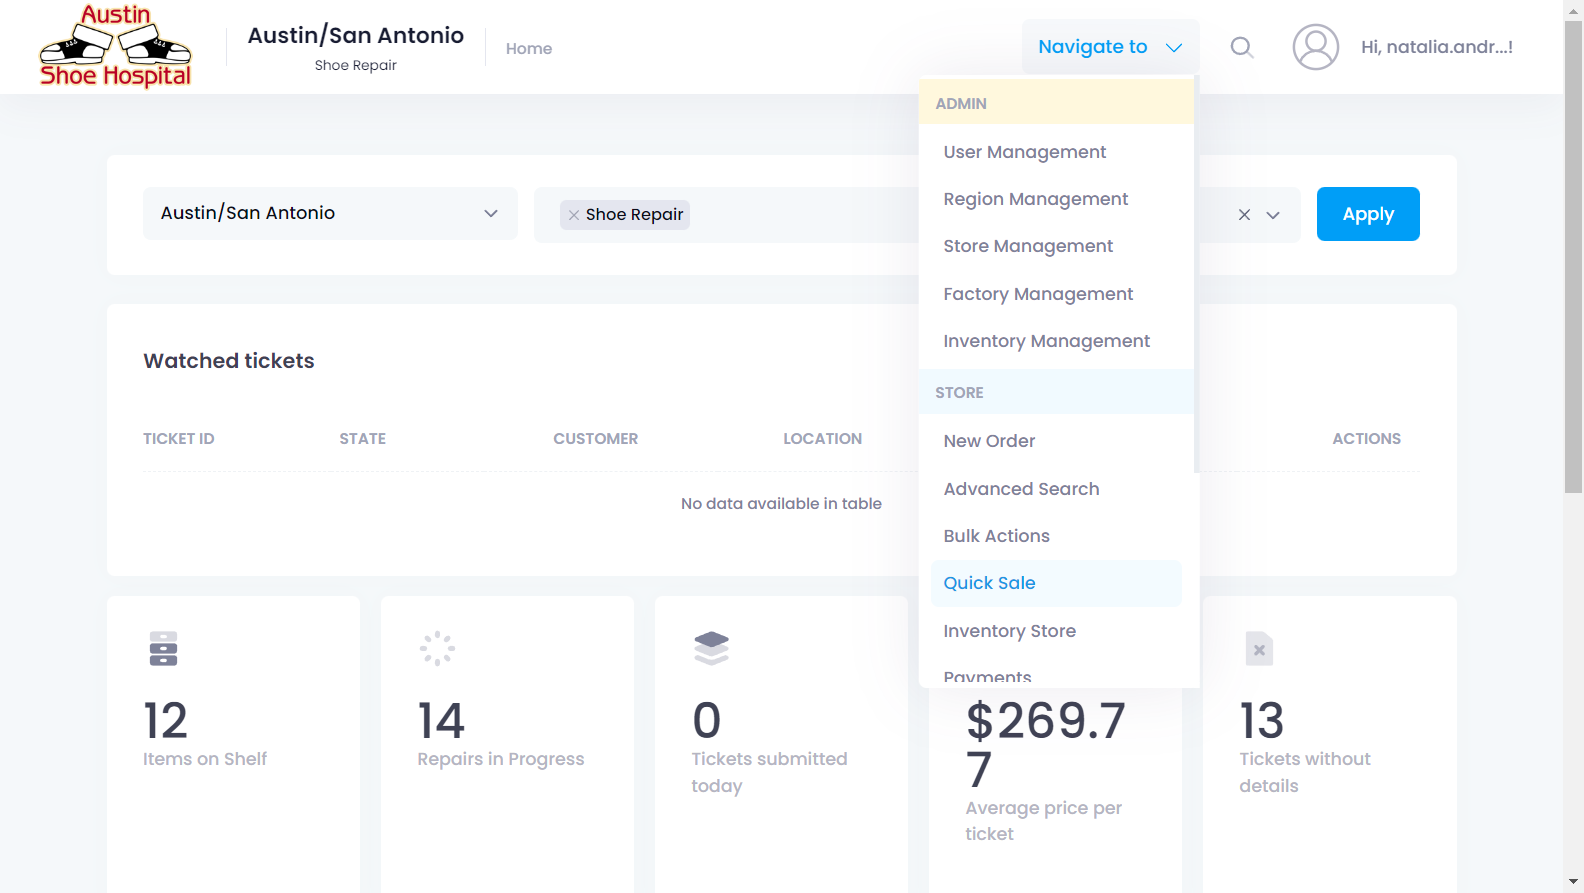 Austin
Shoe Hospital
Austin/San Antonio
Shoe Repair
Home
Navigate to
Hi, natalia.andr...!
ADMIN
User Management
Region Management
Store Management
Factory Management
Inventory Management
STORE
New Order
Advanced Search
Bulk Actions
Quick Sale
Inventory Store
Payments
Austin/San Antonio
Shoe Repair
Apply
Watched tickets
TICKET ID
STATE
CUSTOMER
LOCATION
ACTIONS
No data available in table
12
Items on Shelf
14
Repairs in Progress
0
Tickets submitted
today
$269.7
7
Average price per
ticket
13
Tickets without
details